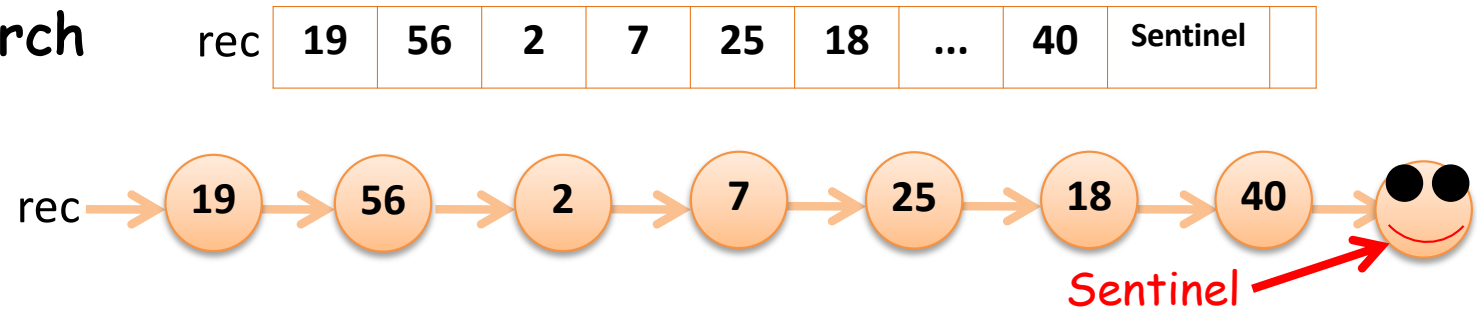 rch rec 19 56 2 7 25 18 ... 40 Sentinel
rec 19 56 2 7 25 18 40
Sentinel